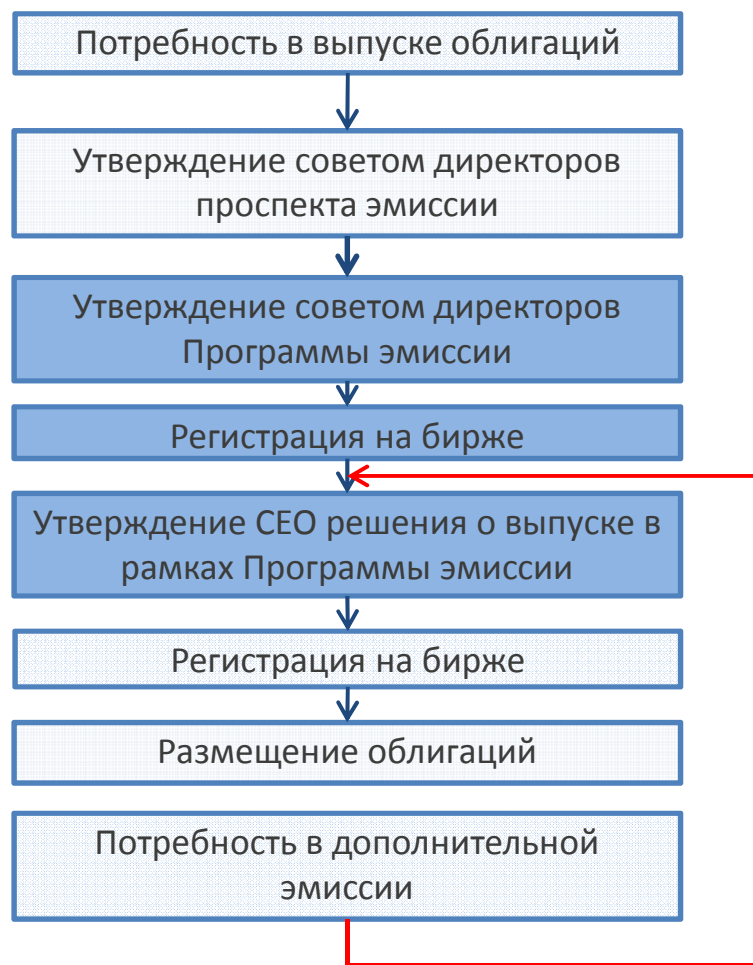 Потребность в выпуске облигаций
Утверждение советом директоров
проспекта эмиссии
Утверждение советом директоров
Программы эмиссии
Регистрация на бирже
Утверждение CEO решения о выпуске в
рамках Программы эмиссии
Регистрация на бирже
Размещение облигаций
Потребность в дополнительной
эмиссии